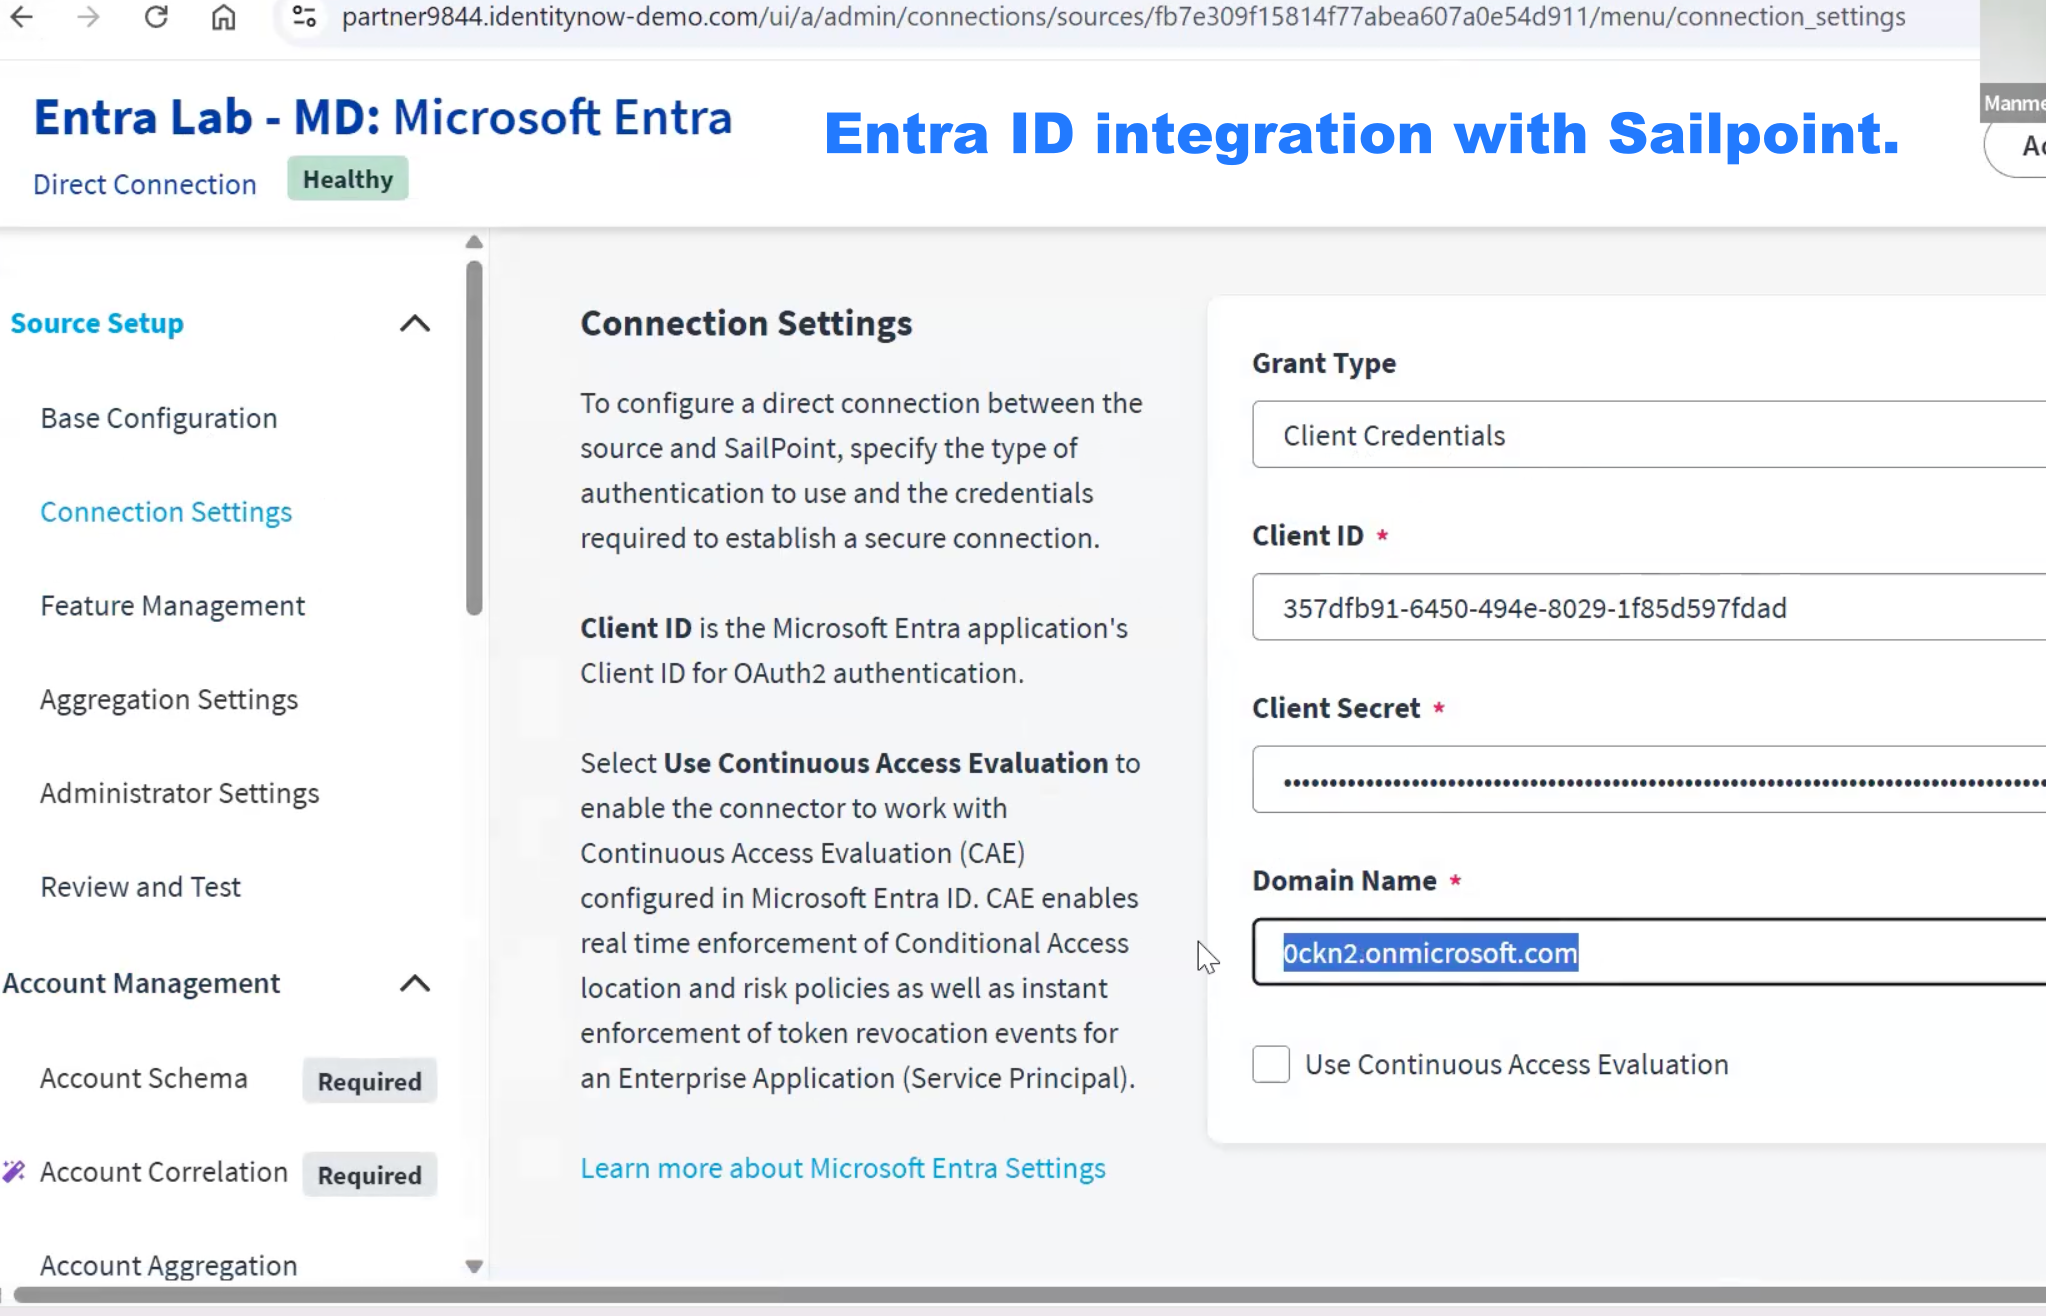 partner9844.identitynow-demo.com/ui/a/admin/connections/sources/fb7e309f15814f77abea607a0e54d911/menu/connection_settings
Entra Lab - MD: Microsoft Entra
Entra ID integration with Sailpoint.
Direct Connection
Healthy
Source Setup
Base Configuration
Connection Settings
Feature Management
Aggregation Settings
Administrator Settings
Review and Test
Account Management
Account Schema Required
Account Correlation Required
Account Aggregation
Connection Settings
To configure a direct connection between the
source and SailPoint, specify the type of
authentication to use and the credentials
required to establish a secure connection.
Client ID is the Microsoft Entra application's
Client ID for OAuth2 authentication.
Select Use Continuous Access Evaluation to
enable the connector to work with
Continuous Access Evaluation (CAE)
configured in Microsoft Entra ID. CAE enables
real time enforcement of Conditional Access
location and risk policies as well as instant
enforcement of token revocation events for
an Enterprise Application (Service Principal).
Learn more about Microsoft Entra Settings
Grant Type
Client Credentials
Client ID *
357dfb91-6450-494e-8029-1f85d597fdad
Client Secret *
Domain Name *
0ckn2.onmicrosoft.com
Use Continuous Access Evaluation